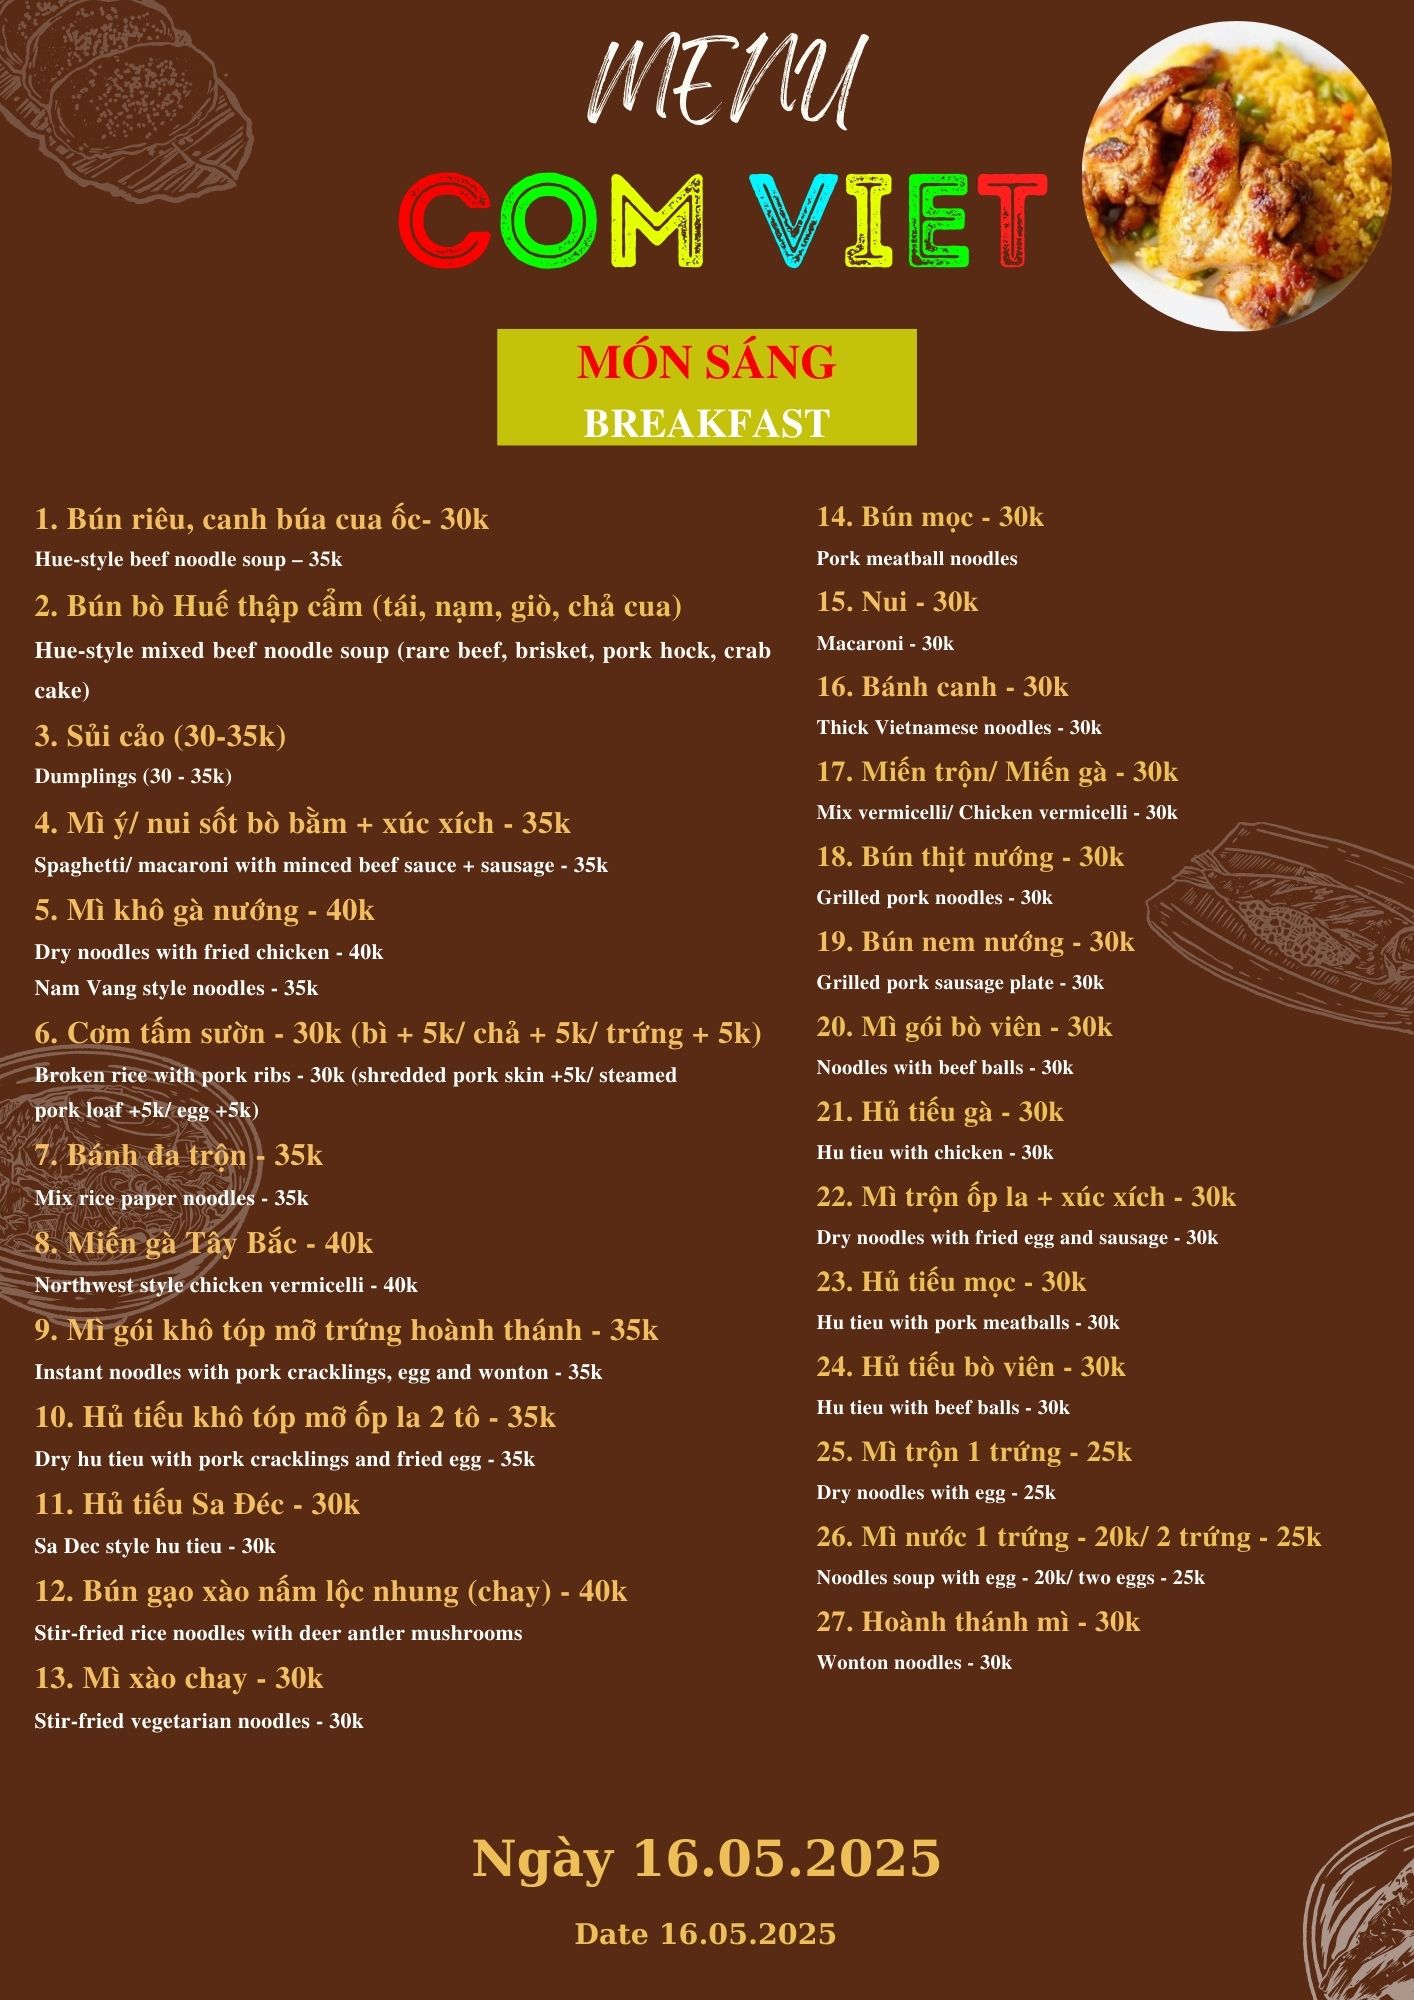 MENU
COM VIET
MÓN SÁNG
BREAKFAST
1. Bún riêu, canh búa cua ốc- 30k
Hue-style beef noodle soup – 35k
2. Bún bò Huế thập cẩm (tái, nạm, giò, chả cua)
Hue-style mixed beef noodle soup (rare beef, brisket, pork hock, crab
cake)
3. Sủi cảo (30-35k)
Dumplings (30 - 35k)
4. Mì ý/ nui sốt bò bằm + xúc xích - 35k
Spaghetti/ macaroni with minced beef sauce + sausage - 35k
5. Mì khô gà nướng - 40k
Dry noodles with fried chicken - 40k
Nam Vang style noodles - 35k
6. Cơm tấm sườn - 30k (bì + 5k/ chả + 5k/ trứng + 5k)
Broken rice with pork ribs - 30k (shredded pork skin +5k/ steamed
pork loaf +5k/ egg +5k)
7. Bánh đa trộn - 35k
Mix rice paper noodles - 35k
8. Miến gà Tây Bắc - 40k
Northwest style chicken vermicelli - 40k
9. Mì gói khô tóp mỡ trứng hoành thánh - 35k
Instant noodles with pork cracklings, egg and wonton - 35k
10. Hủ tiếu khô tóp mỡ ốp la 2 tô - 35k
Dry hu tieu with pork cracklings and fried egg - 35k
11. Hủ tiếu Sa Đéc - 30k
Sa Dec style hu tieu - 30k
12. Bún gạo xào nấm lộc nhung (chay) - 40k
Stir-fried rice noodles with deer antler mushrooms
13. Mì xào chay - 30k
Stir-fried vegetarian noodles - 30k
14. Bún mọc - 30k
Pork meatball noodles
15. Nui - 30k
Macaroni - 30k
16. Bánh canh - 30k
Thick Vietnamese noodles - 30k
17. Miến trộn/ Miến gà - 30k
Mix vermicelli/ Chicken vermicelli - 30k
18. Bún thịt nướng - 30k
Grilled pork noodles - 30k
19. Bún nem nướng - 30k
Grilled pork sausage plate - 30k
20. Mì gói bò viên - 30k
Noodles with beef balls - 30k
21. Hủ tiếu gà - 30k
Hu tieu with chicken - 30k
22. Mì trộn ốp la + xúc xích - 30k
Dry noodles with fried egg and sausage - 30k
23. Hủ tiếu mọc - 30k
Hu tieu with pork meatballs - 30k
24. Hủ tiếu bò viên - 30k
Hu tieu with beef balls - 30k
25. Mì trộn 1 trứng - 25k
Dry noodles with egg - 25k
26. Mì nước 1 trứng - 20k/ 2 trứng - 25k
Noodles soup with egg - 20k/ two eggs - 25k
27. Hoành thánh mì - 30k
Wonton noodles - 30k
Ngày 16.05.2025
Date 16.05.2025